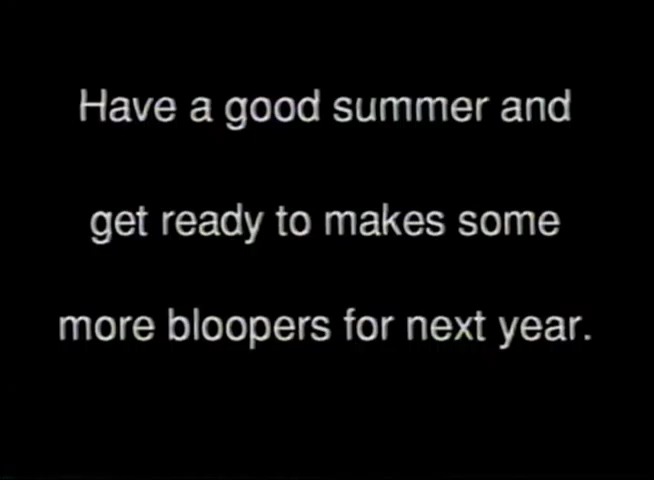 Have a good summer and
get ready to makes some
more bloopers for next year.